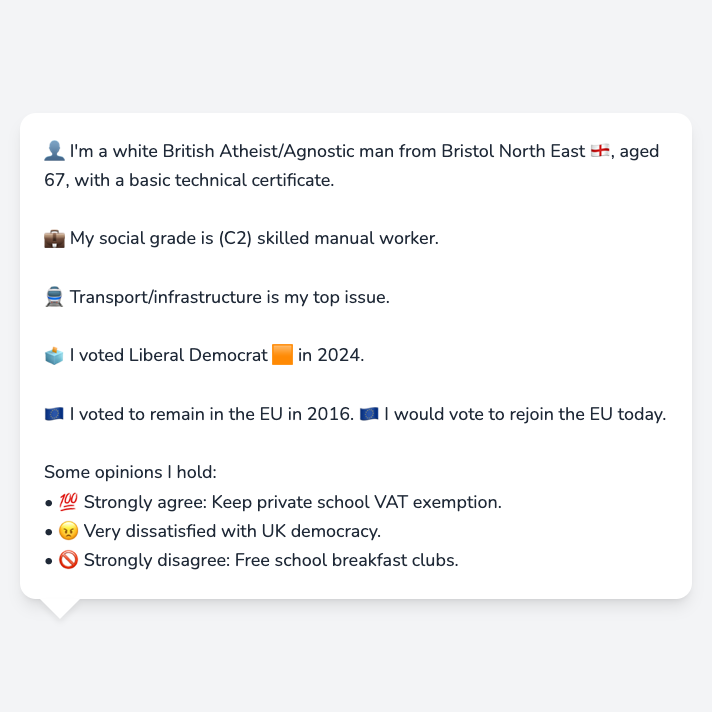 👤 I'm a white British Atheist/Agnostic man from Bristol North East 🏴󠁧󠁢󠁥󠁮󠁧󠁿, aged
67, with a basic technical certificate.
💼 My social grade is (C2) skilled manual worker.
🚆 Transport/infrastructure is my top issue.
🗳️ I voted Liberal Democrat 🟧 in 2024.
🇪🇺 I voted to remain in the EU in 2016. 🇪🇺 I would vote to rejoin the EU today.
Some opinions I hold:
• 💯 Strongly agree: Keep private school VAT exemption.
• 😠 Very dissatisfied with UK democracy.
• 🚫 Strongly disagree: Free school breakfast clubs.